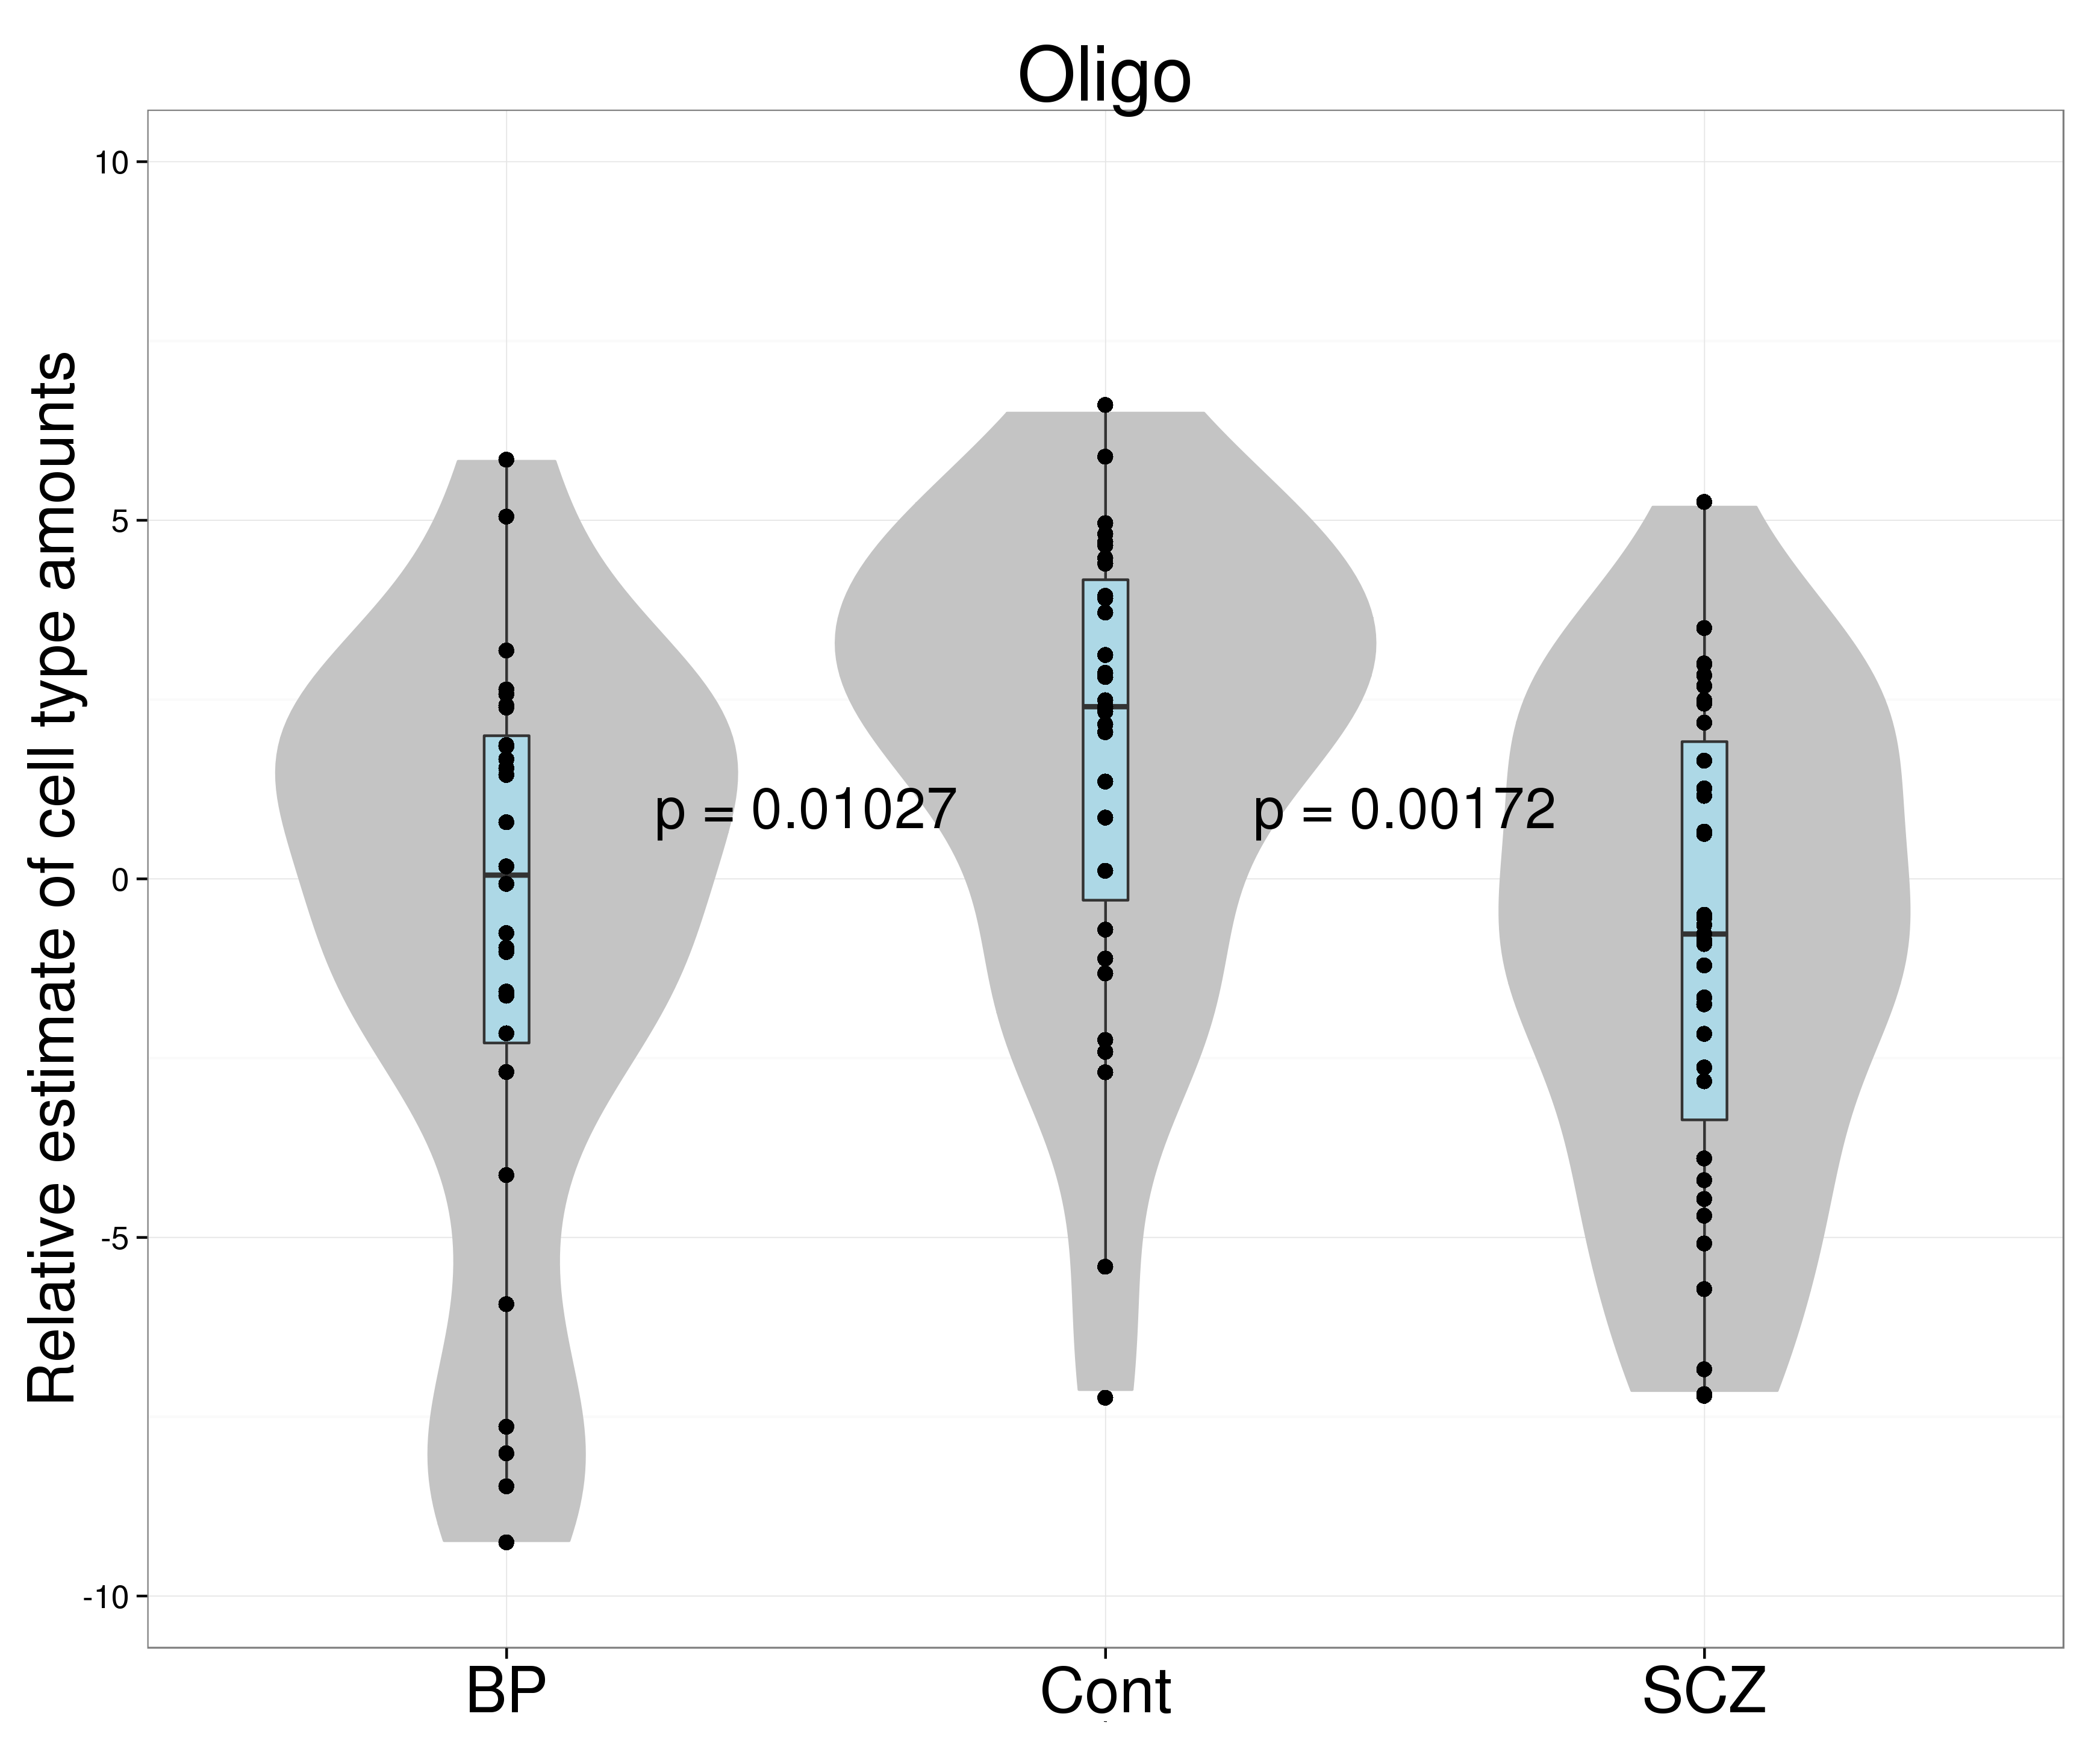 Oligo
Relative estimate of cell type amounts
10
5
0
-5
-10
p = 0.01027
p = 0.00172
BP
Cont
SCZ